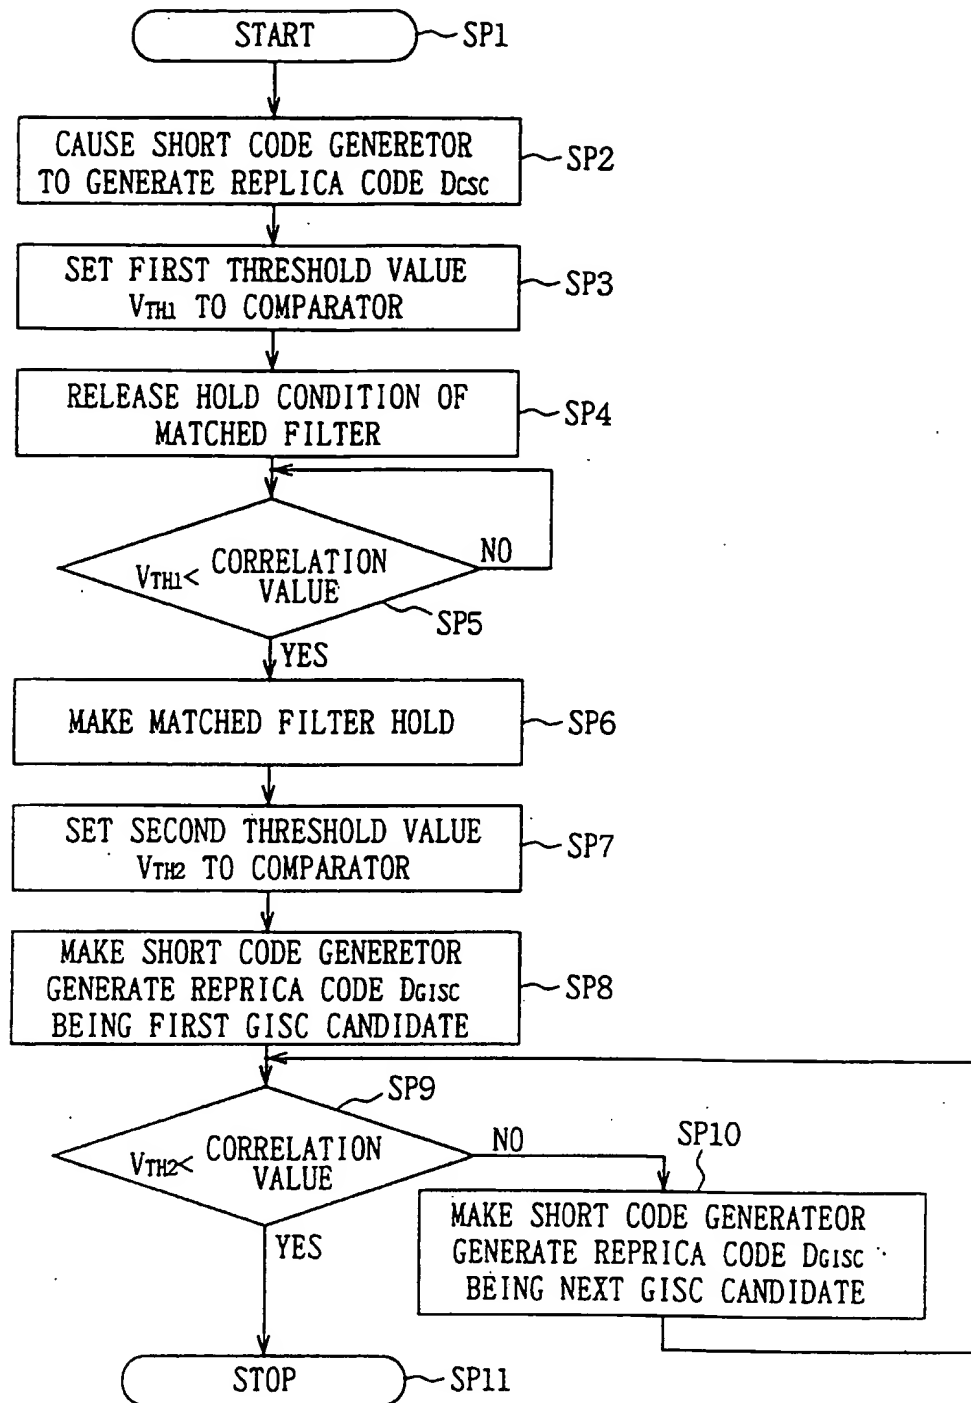 START
SP1
CAUSE SHORT CODE GENERETOR
TO GENERATE REPLICA CODE DCSC
SP2
SET FIRST THRESHOLD VALUE
VTH1 TO COMPARATOR
SP3
RELEASE HOLD CONDITION OF
MATCHED FILTER
SP4
VTH1< CORRELATION
VALUE
NO
SP5
YES
MAKE MATCHED FILTER HOLD
SP6
SET SECOND THRESHOLD VALUE
VTH2 TO COMPARATOR
SP7
MAKE SHORT CODE GENERETOR
GENERATE REPRICA CODE DGISC
BEING FIRST GISC CANDIDATE
SP8
SP9
VTH2< CORRELATION
VALUE
NO
SP10
MAKE SHORT CODE GENERATEOR
GENERATE REPRICA CODE DGISC
BEING NEXT GISC CANDIDATE
YES
STOP
SP11